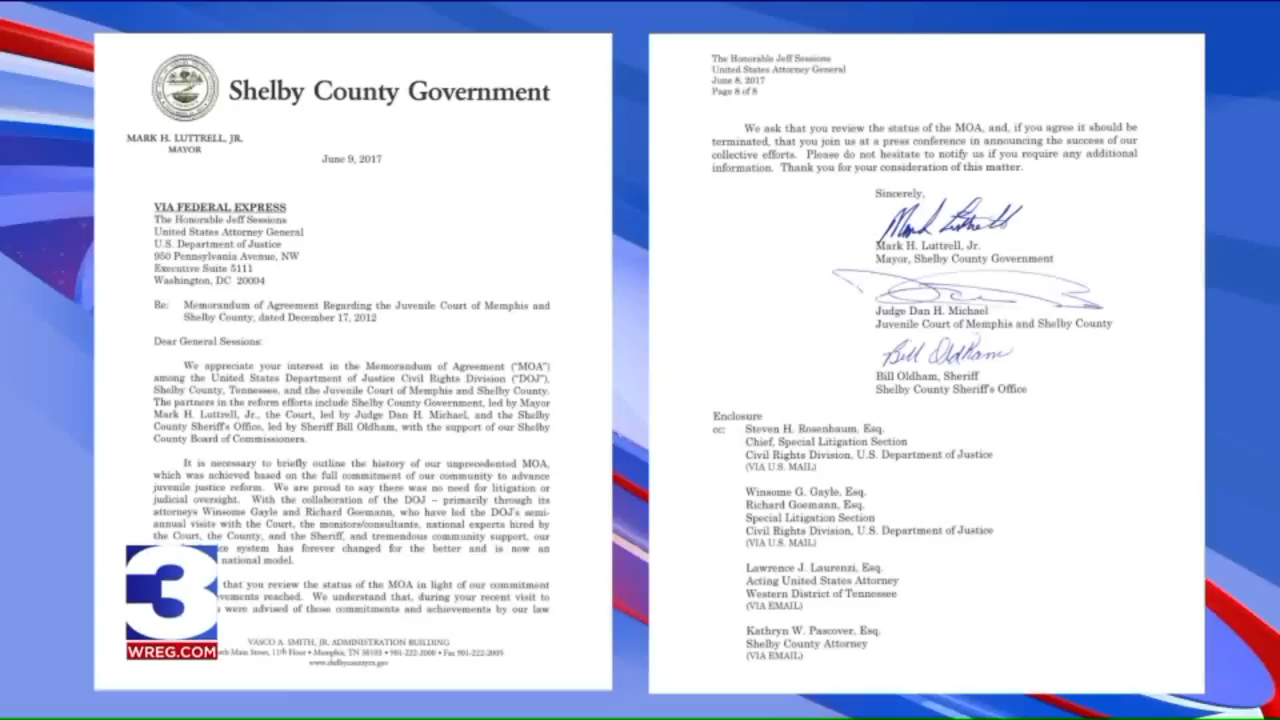 Shelby County Government
MARK H. LUTTRELL, JR.
MAYOR
June 9, 2017
VIA FEDERAL EXPRESS
The Honorable Jeff Sessions
United States Attorney General
U.S. Department of Justice
950 Pennsylvania Avenue, NW
Executive Suite 5111
Washington, DC 20004
Re: Memorandum of Agreement Regarding the Juvenile Court of Memphis and
Shelby County, dated December 17, 2012
Dear General Sessions:
We appreciate your interest in the Memorandum of Agreement ("MOA")
among the United States Department of Justice Civil Rights Division ("DOJ"),
Shelby County, Tennessee, and the Juvenile Court of Memphis and Shelby County.
The partners in the reform efforts include Shelby County Government, led by Mayor
Mark H. Luttrell, Jr., the Court, led by Judge Dan H. Michael, and the Shelby
County Sheriff's Office, led by Sheriff Bill Oldham, with the support of our Shelby
County Board of Commissioners.
It is necessary to briefly outline the history of our unprecedented MOA,
which was achieved based on the full commitment of our community to advance
juvenile justice reform. We are proud to say there was no need for litigation or
judicial oversight. With the collaboration of the DOJ – primarily through its
attorneys Winsome Gayle and Richard Goemann, who have led the DOJ's semi-
annual visits with the Court, the monitors/consultants, national experts hired by
the Court, the County, and the Sheriff, and tremendous community support, our
ce system has forever changed for the better and is now an
national model.
that you review the status of the MOA in light of our commitment
vements reached. We understand that, during your recent visit to
were advised of those commitments and achievements by our law
VASCO A. SMITH, JR. ADMINISTRATION BUILDING
rth Main Street, 11th Floor • Memphis, TN 38103 • 901-222-2000 • Fax 901-222-2005
www.shelbycountytn.gov
3
WREG.COM
The Honorable Jeff Sessions
United States Attorney General
June 8, 2017
Page 8 of 8
We ask that you review the status of the MOA, and, if you agree it should be
terminated, that you join us at a press conference in announcing the success of our
collective efforts. Please do not hesitate to notify us if you require any additional
information. Thank you for your consideration of this matter.
Sincerely,
Mark Luttrell
Mark H. Luttrell, Jr.
Mayor, Shelby County Government
Judge Dan H. Michael
Juvenile Court of Memphis and Shelby County
Bill Oldham
Bill Oldham, Sheriff
Shelby County Sheriff's Office
Enclosure
cc: Steven H. Rosenbaum, Esq.
Chief, Special Litigation Section
Civil Rights Division, U.S. Department of Justice
(VIA U.S. MAIL)
Winsome G. Gayle, Esq.
Richard Goemann, Esq.
Special Litigation Section
Civil Rights Division, U.S. Department of Justice
(VIA U.S. MAIL)
Lawrence J. Laurenzi, Esq.
Acting United States Attorney
Western District of Tennessee
(VIA EMAIL)
Kathryn W. Pascover, Esq.
Shelby County Attorney
(VIA EMAIL)